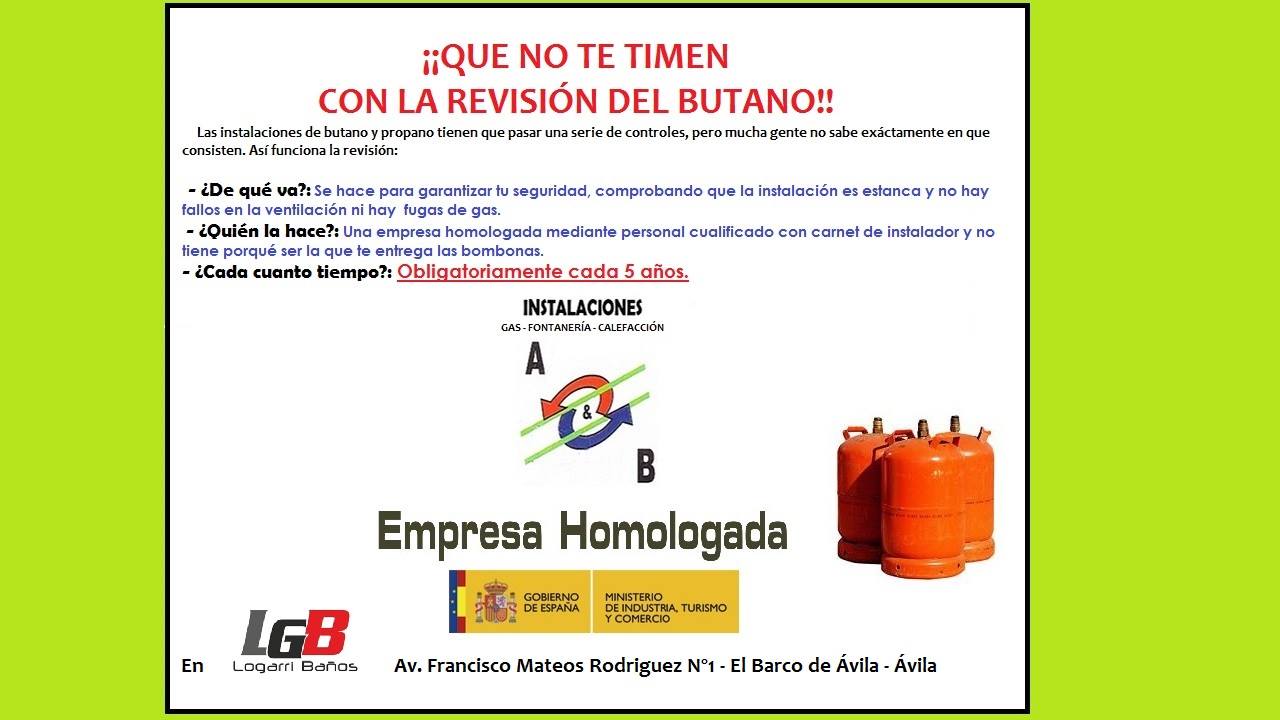 ¡¡QUE NO TE TIMEN
CON LA REVISIÓN DEL BUTANO!!
Las instalaciones de butano y propano tienen que pasar una serie de controles, pero mucha gente no sabe exáctamente en que
consisten. Así funciona la revisión:
- ¿De qué va?: Se hace para garantizar tu seguridad, comprobando que la instalación es estanca y no hay
fallos en la ventilación ni hay fugas de gas.
- ¿Quién la hace?: Una empresa homologada mediante personal cualificado con carnet de instalador y no
tiene porqué ser la que te entrega las bombonas.
- ¿Cada cuanto tiempo?: Obligatoriamente cada 5 años.
INSTALACIONES
GAS - FONTANERÍA - CALEFACCIÓN
A
&
B
Empresa Homologada
GOBIERNO
DE ESPAÑA
MINISTERIO
DE INDUSTRIA, TURISMO
Y COMERCIO
LGB
Logarri Baños
En
Av. Francisco Mateos Rodriguez Nº1 - El Barco de Ávila - Ávila